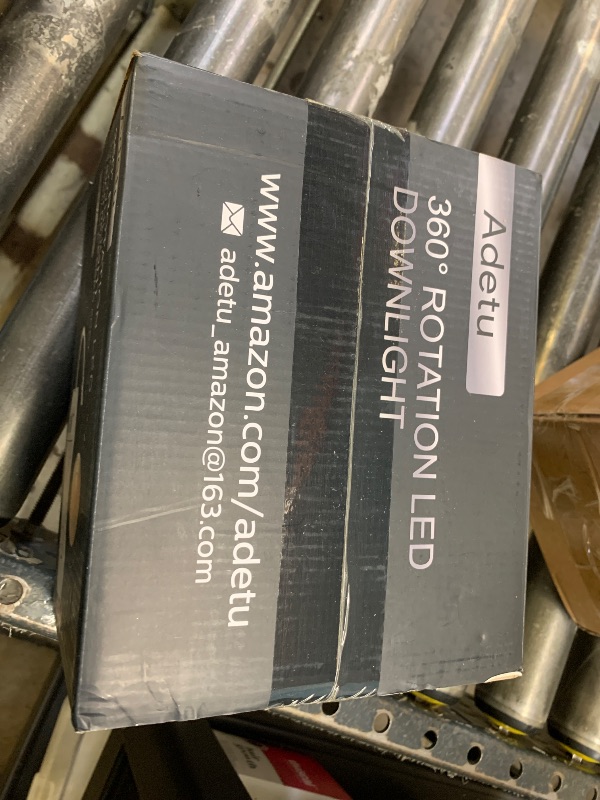 Adetu
360° ROTATION LED
DOWNLIGHT
www.amazon.com/adetu
adetu_amazon@163.com